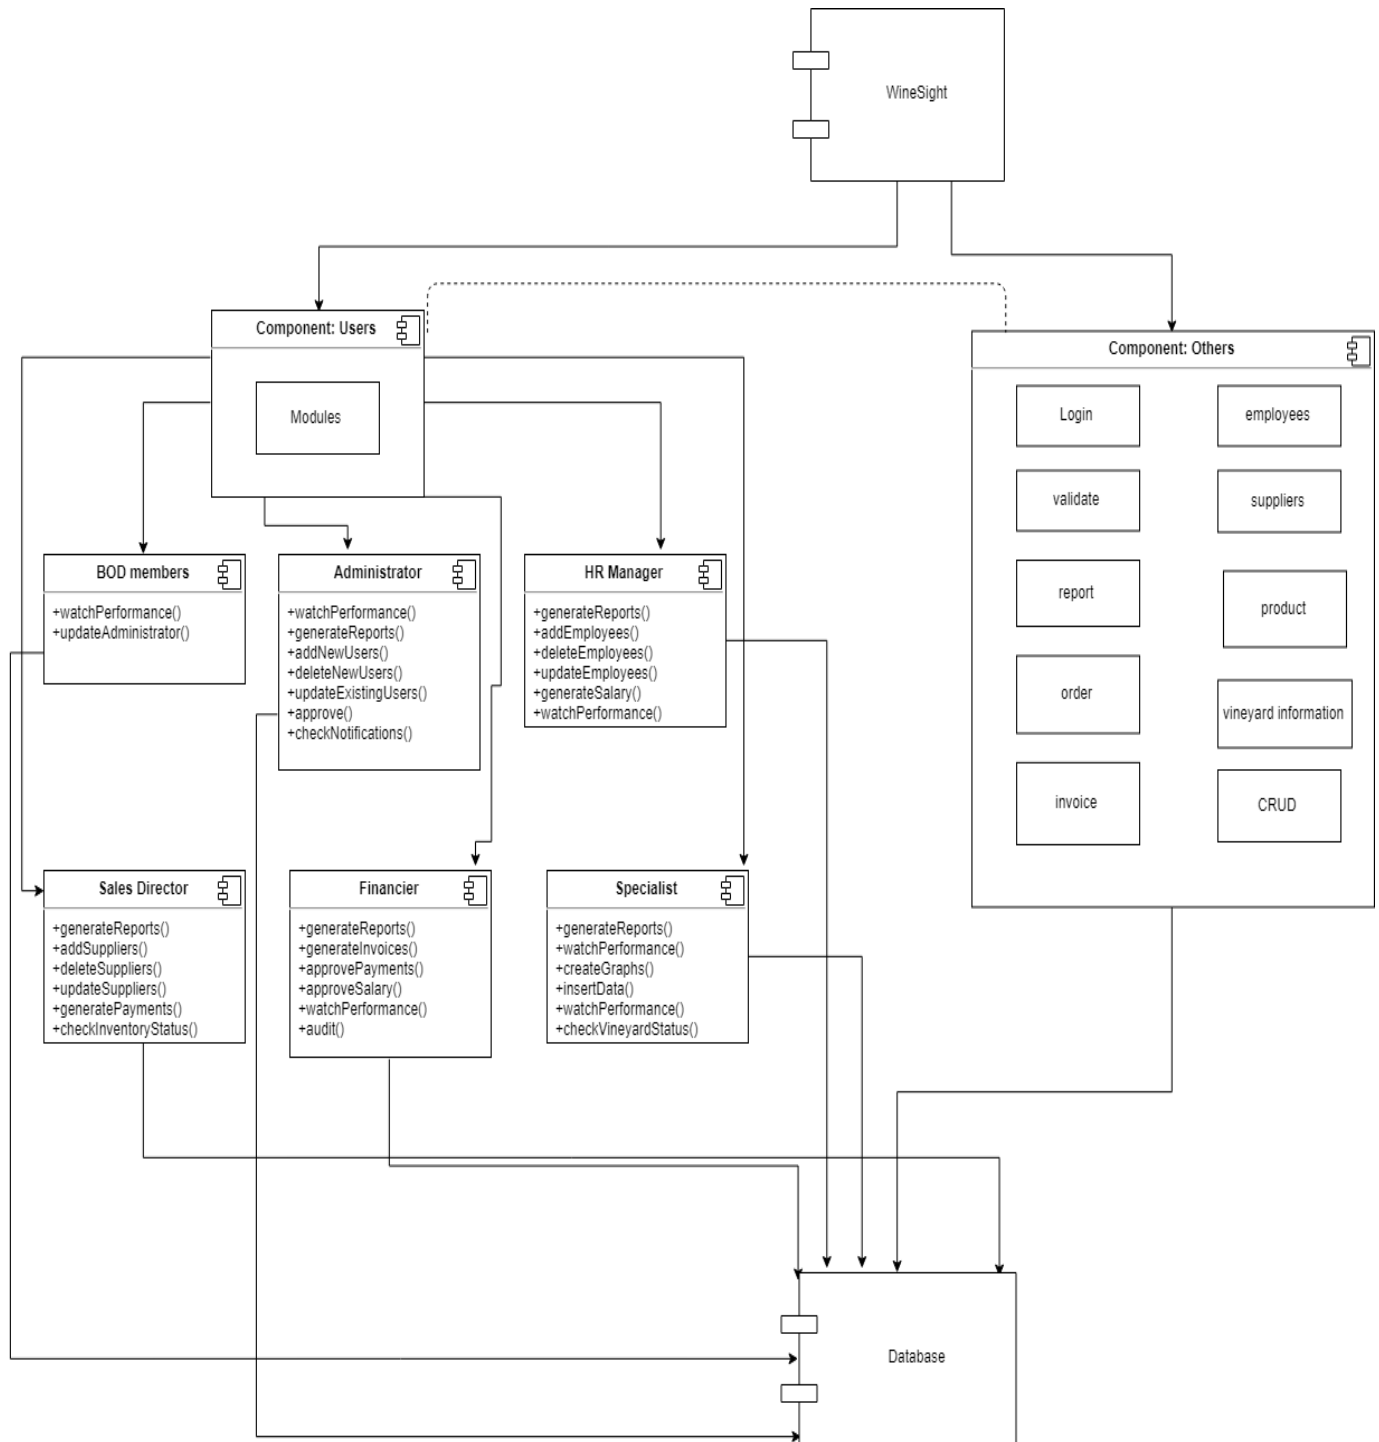 WineSight
Component: Users
Modules
Component: Others
Login
employees
validate
suppliers
report
product
order
vineyard information
invoice
CRUD
BOD members
+watchPerformance()
+updateAdministrator()
Administrator
+watchPerformance()
+generateReports()
+addNewUsers()
+deleteNewUsers()
+updateExistingUsers()
+approve()
+checkNotifications()
HR Manager
+generateReports()
+addEmployees()
+deleteEmployees()
+updateEmployees()
+generateSalary()
+watchPerformance()
Sales Director
+generateReports()
+addSuppliers()
+deleteSuppliers()
+updateSuppliers()
+generatePayments()
+checkInventoryStatus()
Financier
+generateReports()
+generateInvoices()
+approvePayments()
+approveSalary()
+watchPerformance()
+audit()
Specialist
+generateReports()
+watchPerformance()
+createGraphs()
+insertData()
+watchPerformance()
+checkVineyardStatus()
Database